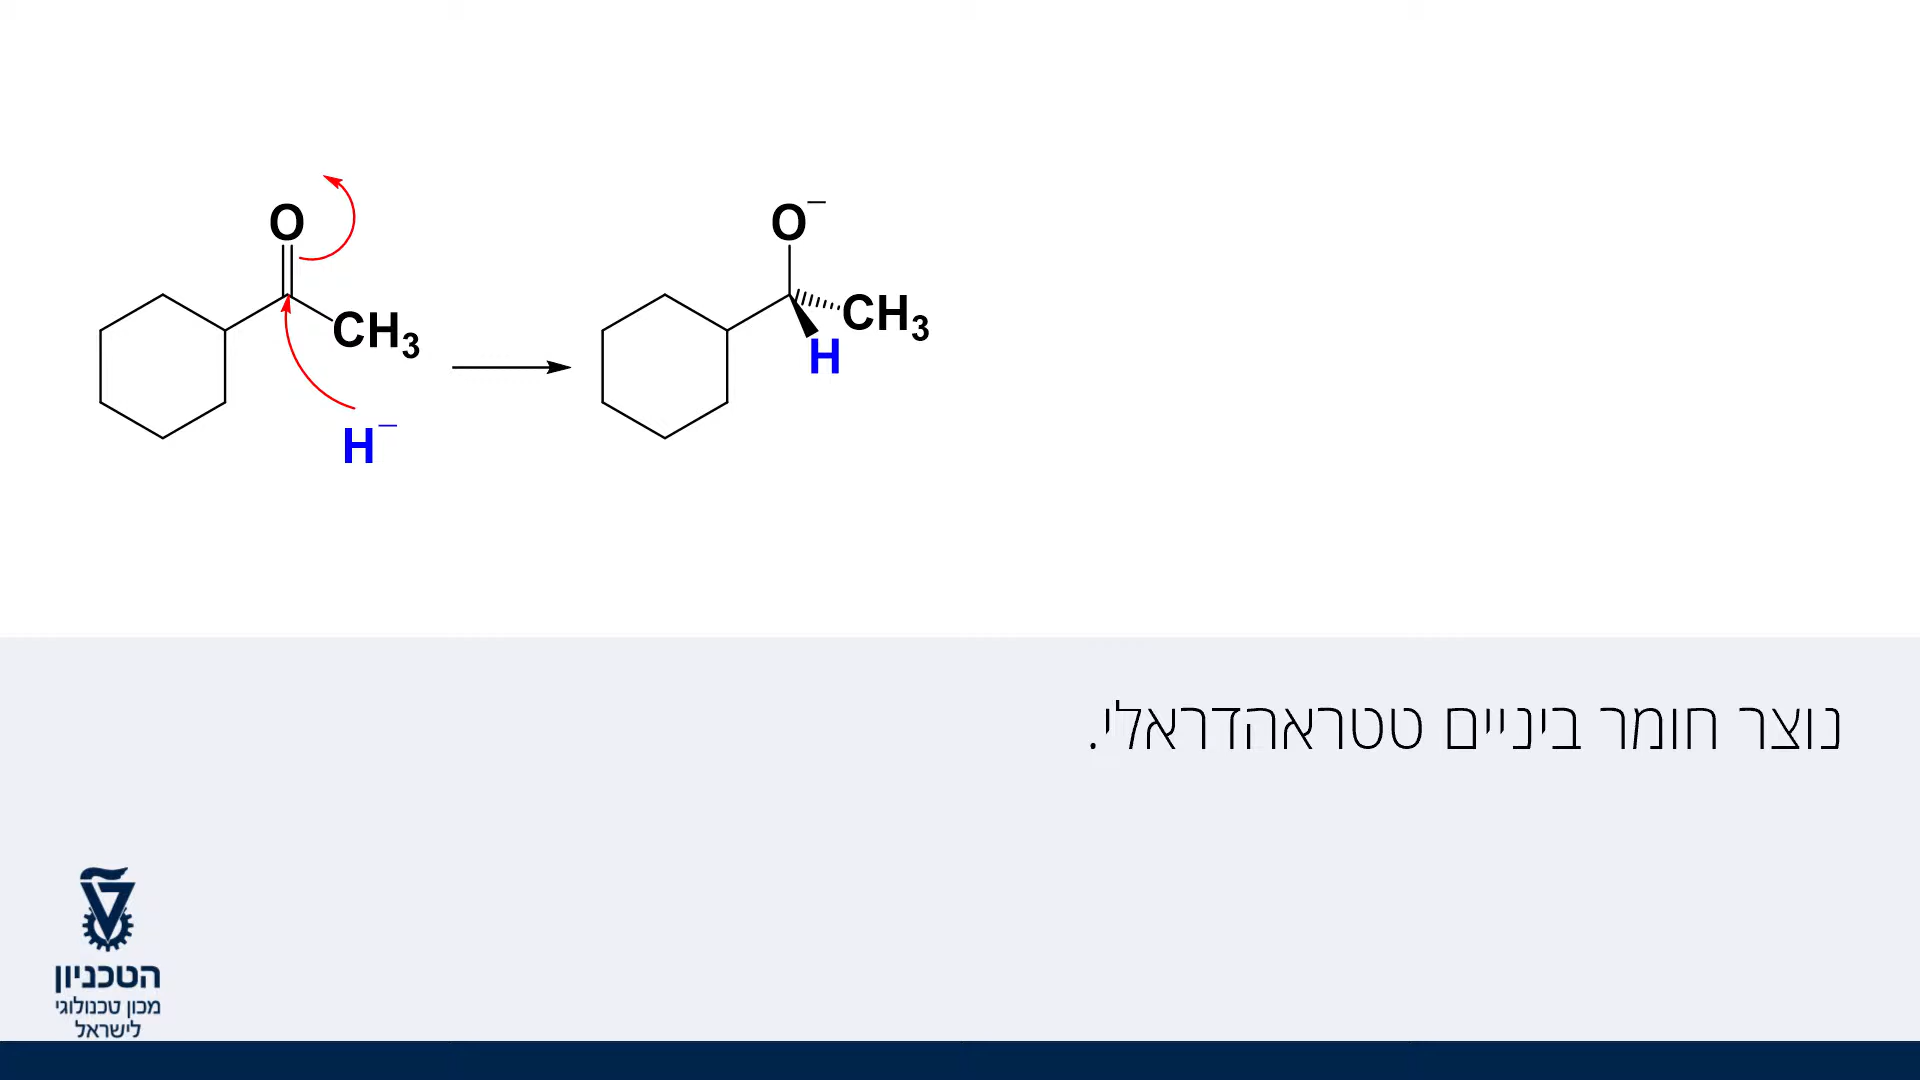 O
CH3
H–
O–
CH3
H
נוצר חומר ביניים טטראהדראלי.
הטכניון
מכון טכנולוגי
לישראל